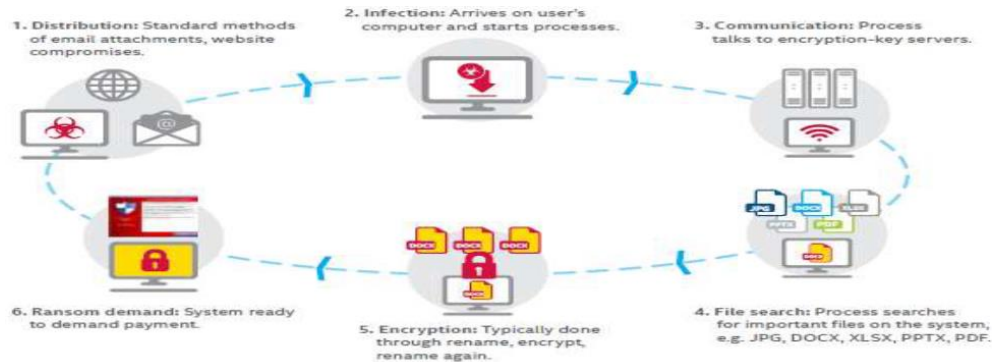 1. Distribution: Standard methods
of email attachments, website
compromises.
2. Infection: Arrives on user's
computer and starts processes.
3. Communication: Process
talks to encryption-key servers.
@
JPG
DOCX
XLSX
PPTX
PDF
DOCX
4. File search: Process searches
for important files on the system,
e.g. JPG, DOCX, XLSX, PPTX, PDF.
DOCX
DOCX
DOCX
DOCX
5. Encryption: Typically done
through rename, encrypt,
rename again.
6. Ransom demand: System ready
to demand payment.